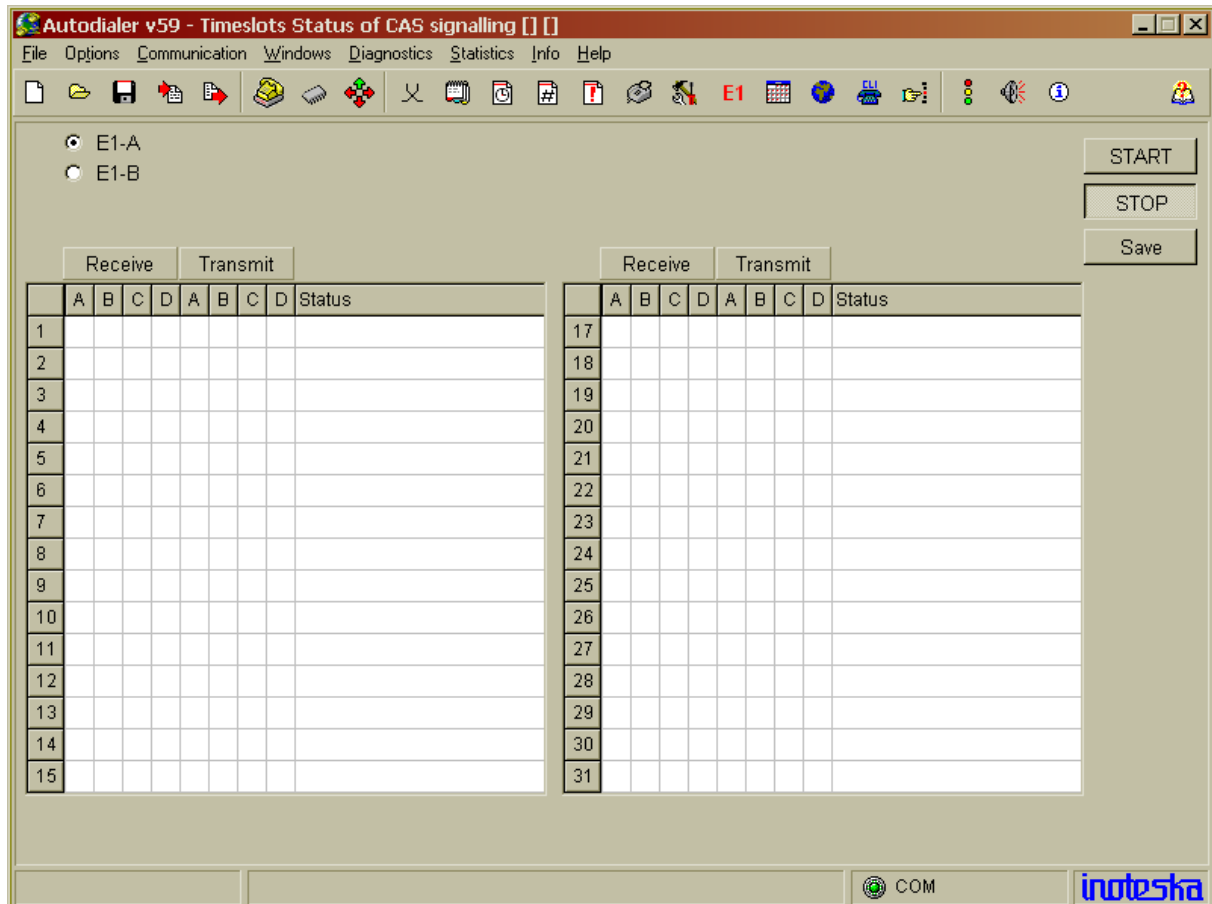 Autodialer v59 - Timeslots Status of CAS signalling [] []
File Options Communication Windows Diagnostics Statistics Info Help
E1
E1-A
E1-B
START
STOP
Save
Receive Transmit
Receive Transmit
A B C D A B C D Status
A B C D A B C D Status
1 17
2 18
3 19
4 20
5 21
6 22
7 23
8 24
9 25
10 26
11 27
12 28
13 29
14 30
15 31
COM
inoteska